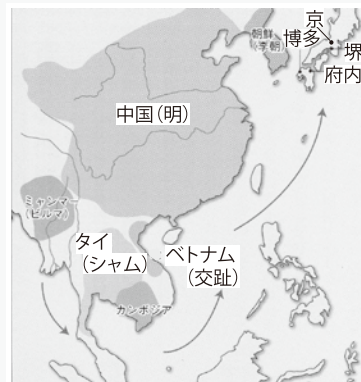 朝鮮
(李朝)
京
博多
堺
府内
中国(明)
ミャンマー
(ビルマ)
タイ
(シャム)
ベトナム
(交趾)
カンボジア